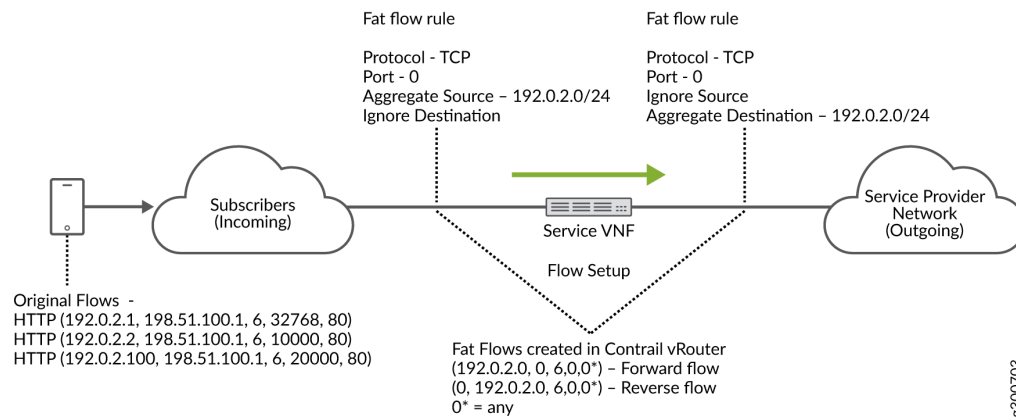 Fat flow rule
Protocol - TCP
Port - 0
Aggregate Source – 192.0.2.0/24
Ignore Destination
Fat flow rule
Protocol - TCP
Port - 0
Ignore Source
Aggregate Destination – 192.0.2.0/24
Subscribers
(Incoming)
Service VNF
Service Provider
Network
(Outgoing)
Flow Setup
Original Flows -
HTTP (192.0.2.1, 198.51.100.1, 6, 32768, 80)
HTTP (192.0.2.2, 198.51.100.1, 6, 10000, 80)
HTTP (192.0.2.100, 198.51.100.1, 6, 20000, 80)
Fat Flows created in Contrail vRouter
(192.0.2.0, 0, 6,0,0*) – Forward flow
(0, 192.0.2.0, 6,0,0*) – Reverse flow
0* = any
g300703